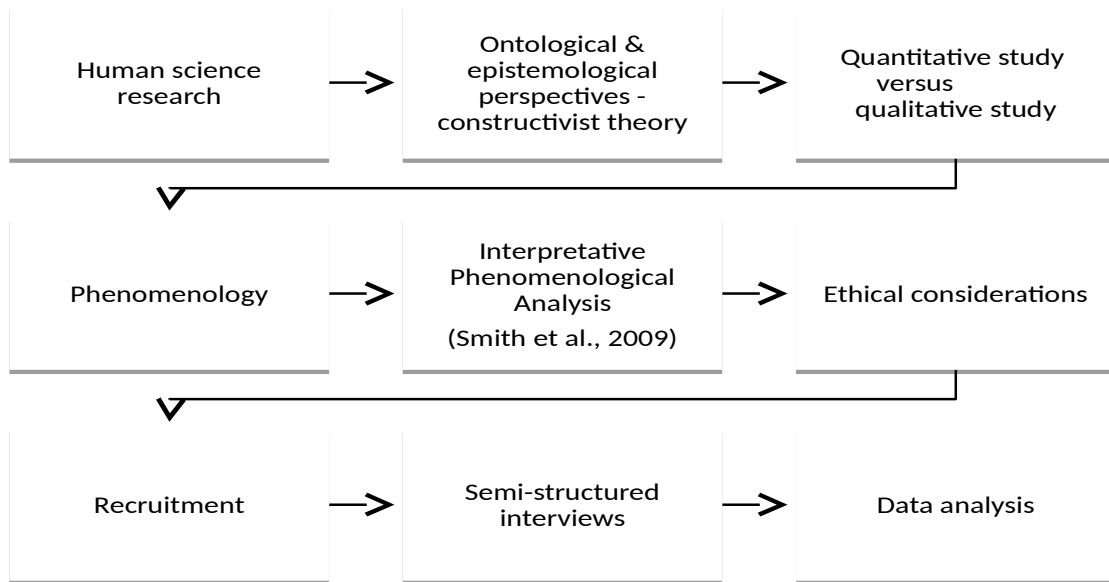 Human science
research
Ontological &
epistemological
perspectives -
constructivist theory
Quantitative study
versus
qualitative study
Phenomenology
Interpretative
Phenomenological
Analysis
(Smith et al., 2009)
Ethical considerations
Recruitment
Semi-structured
interviews
Data analysis